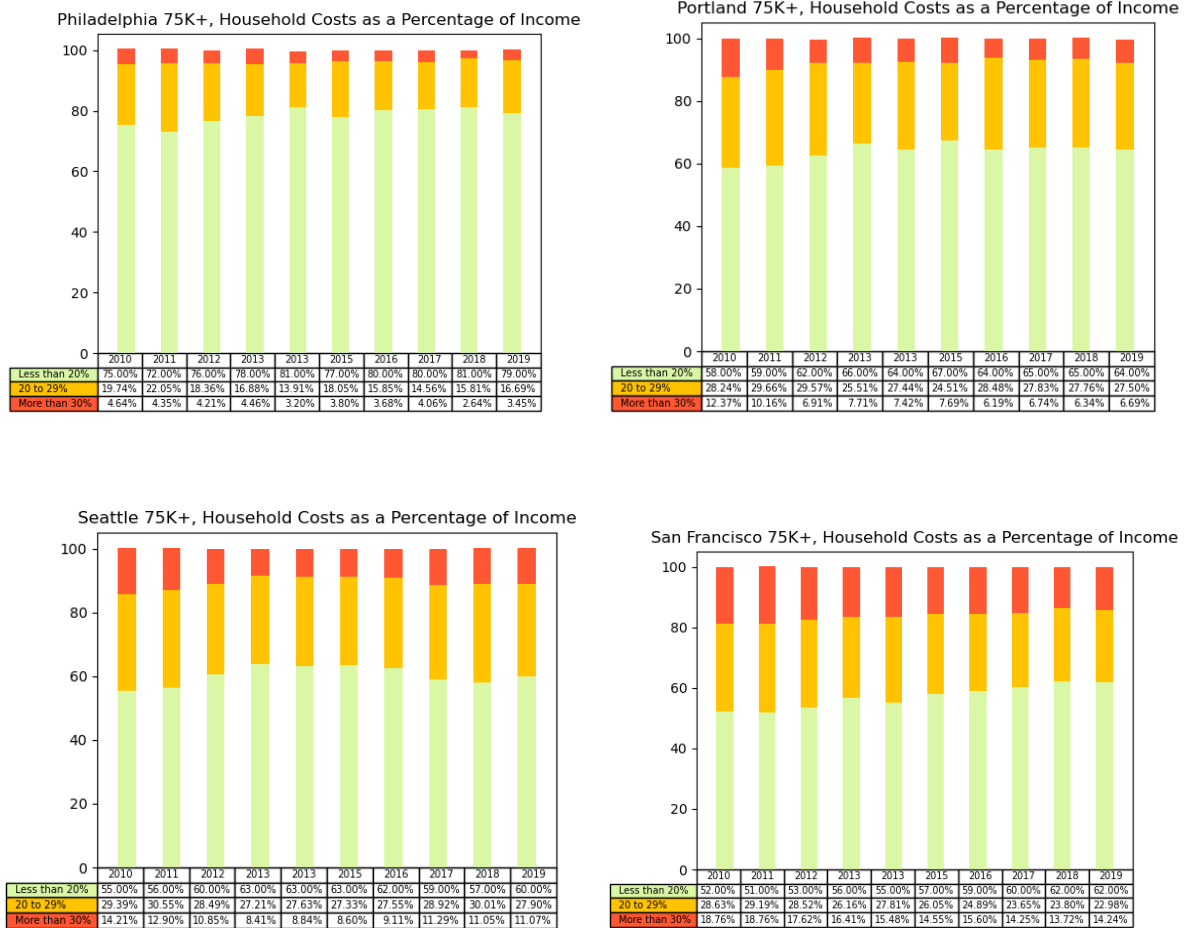 Philadelphia 75K+, Household Costs as a Percentage of Income
100
80
60
40
20
0
2010 2011 2012 2013 2013 2015 2016 2017 2018 2019
Less than 20% 75.00% 72.00% 76.00% 78.00% 81.00% 77.00% 80.00% 80.00% 81.00% 79.00%
20 to 29% 19.74% 22.05% 18.36% 16.88% 13.91% 18.05% 15.85% 14.56% 15.81% 16.69%
More than 30% 4.64% 4.35% 4.21% 4.46% 3.20% 3.80% 3.68% 4.06% 2.64% 3.45%
Portland 75K+, Household Costs as a Percentage of Income
100
80
60
40
20
0
2010 2011 2012 2013 2013 2015 2016 2017 2018 2019
Less than 20% 58.00% 59.00% 62.00% 66.00% 64.00% 67.00% 64.00% 65.00% 65.00% 64.00%
20 to 29% 28.24% 29.66% 29.57% 25.51% 27.44% 24.51% 28.48% 27.83% 27.76% 27.50%
More than 30% 12.37% 10.16% 6.91% 7.71% 7.42% 7.69% 6.19% 6.74% 6.34% 6.69%
Seattle 75K+, Household Costs as a Percentage of Income
100
80
60
40
20
0
2010 2011 2012 2013 2013 2015 2016 2017 2018 2019
Less than 20% 55.00% 56.00% 60.00% 63.00% 63.00% 63.00% 62.00% 59.00% 57.00% 60.00%
20 to 29% 29.39% 30.55% 28.49% 27.21% 27.63% 27.33% 27.55% 28.92% 30.01% 27.90%
More than 30% 14.21% 12.90% 10.85% 8.41% 8.84% 8.60% 9.11% 11.29% 11.05% 11.07%
San Francisco 75K+, Household Costs as a Percentage of Income
100
80
60
40
20
0
2010 2011 2012 2013 2013 2015 2016 2017 2018 2019
Less than 20% 52.00% 51.00% 53.00% 56.00% 55.00% 57.00% 59.00% 60.00% 62.00% 62.00%
20 to 29% 28.63% 29.19% 28.52% 26.16% 27.81% 26.05% 24.89% 23.65% 23.80% 22.98%
More than 30% 18.76% 18.76% 17.62% 16.41% 15.48% 14.55% 15.60% 14.25% 13.72% 14.24%